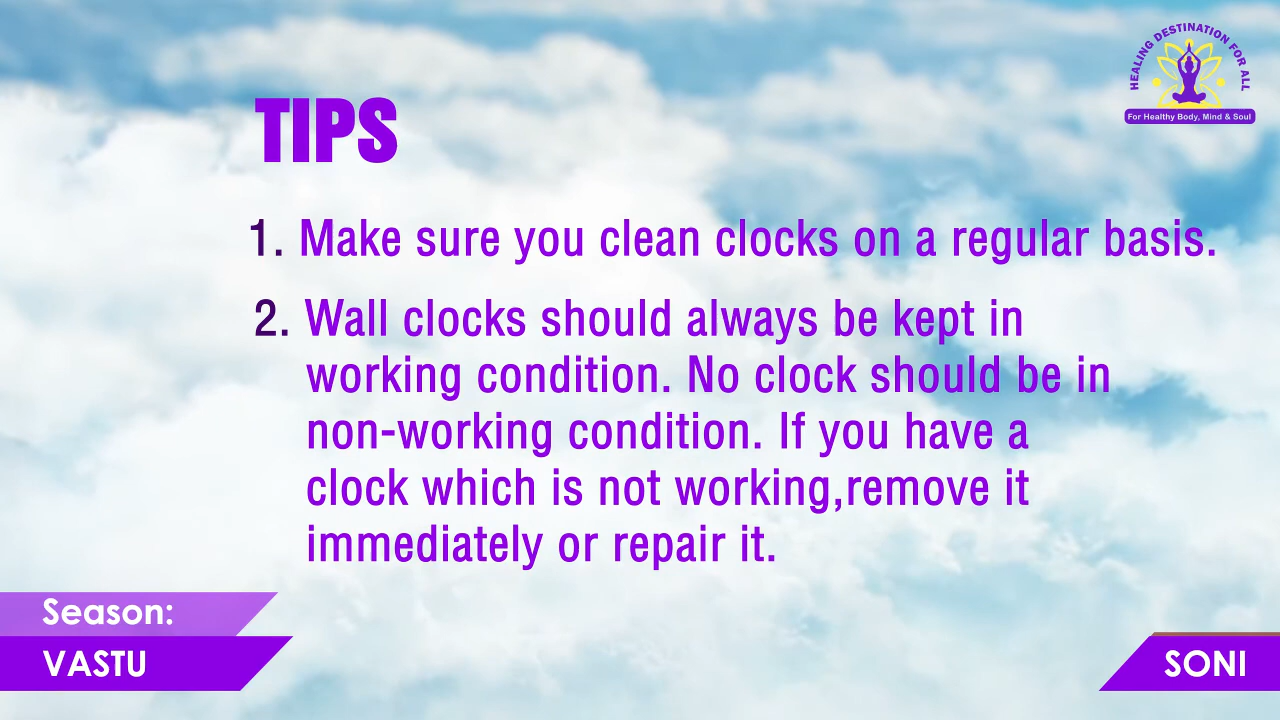 HEALING DESTINATION FOR ALL
For Healthy Body, Mind & Soul
TIPS
1. Make sure you clean clocks on a regular basis.
2. Wall clocks should always be kept in
working condition. No clock should be in
non-working condition. If you have a
clock which is not working,remove it
immediately or repair it.
Season:
VASTU
SONI